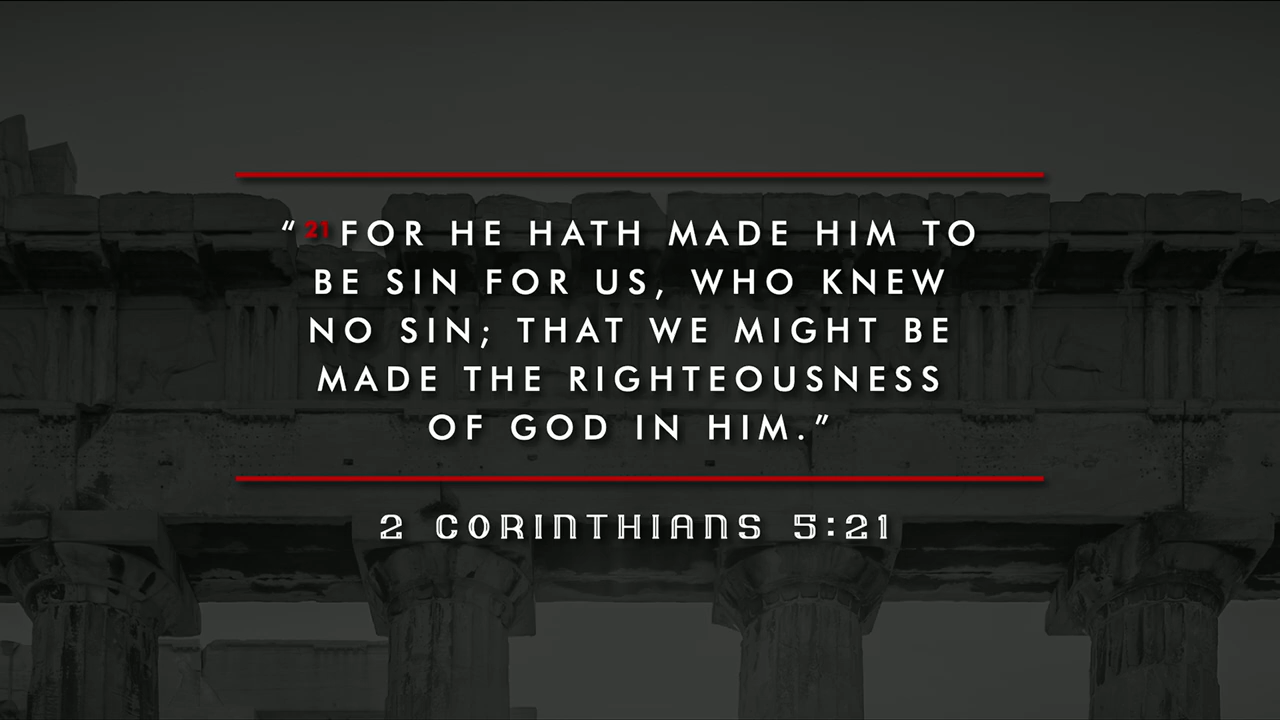 “21 FOR HE HATH MADE HIM TO
BE SIN FOR US, WHO KNEW
NO SIN; THAT WE MIGHT BE
MADE THE RIGHTEOUSNESS
OF GOD IN HIM.”
2 CORINTHIANS 5:21